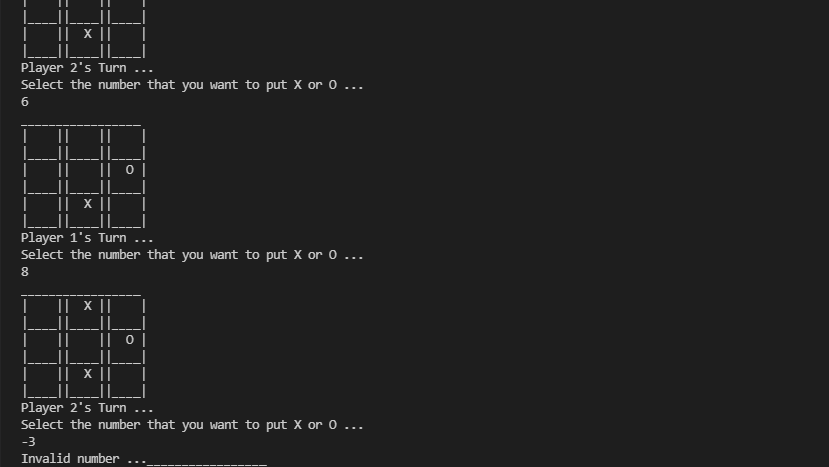 |    ||    ||    |
|____||____||____|
|    ||  X ||    |
|____||____||____|
Player 2's Turn ...
Select the number that you want to put X or O ...
6
_________________
|    ||    ||    |
|____||____||____|
|    ||    ||  O |
|____||____||____|
|    ||  X ||    |
|____||____||____|
Player 1's Turn ...
Select the number that you want to put X or O ...
8
_________________
|    ||  X ||    |
|____||____||____|
|    ||    ||  O |
|____||____||____|
|    ||  X ||    |
|____||____||____|
Player 2's Turn ...
Select the number that you want to put X or O ...
-3
Invalid number ..._________________